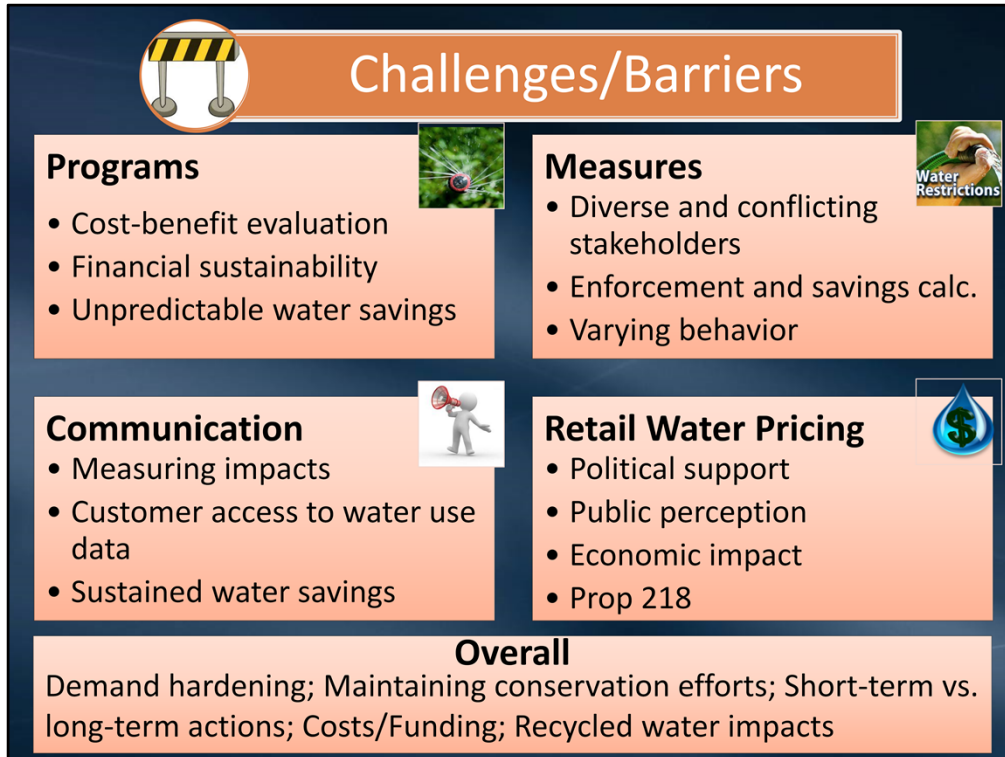 Challenges/Barriers
Programs
• Cost-benefit evaluation
• Financial sustainability
• Unpredictable water savings
Water
Restrictions
Measures
• Diverse and conflicting
stakeholders
• Enforcement and savings calc.
• Varying behavior
Communication
• Measuring impacts
• Customer access to water use
data
• Sustained water savings
$
Retail Water Pricing
• Political support
• Public perception
• Economic impact
• Prop 218
Overall
Demand hardening; Maintaining conservation efforts; Short-term vs.
long-term actions; Costs/Funding; Recycled water impacts